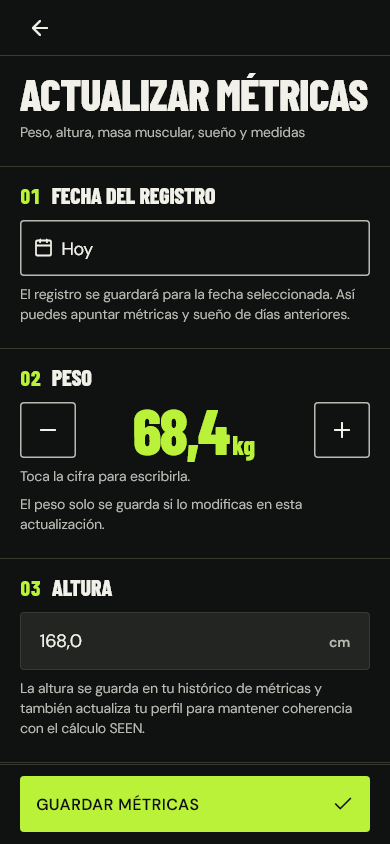 ACTUALIZAR MÉTRICAS
Peso, altura, masa muscular, sueño y medidas
01 FECHA DEL REGISTRO
Hoy
El registro se guardará para la fecha seleccionada. Así
puedes apuntar métricas y sueño de días anteriores.
02 PESO
68,4 kg
Toca la cifra para escribirla.
El peso solo se guarda si lo modificas en esta
actualización.
03 ALTURA
168,0 cm
La altura se guarda en tu histórico de métricas y
también actualiza tu perfil para mantener coherencia
con el cálculo SEEN.
GUARDAR MÉTRICAS